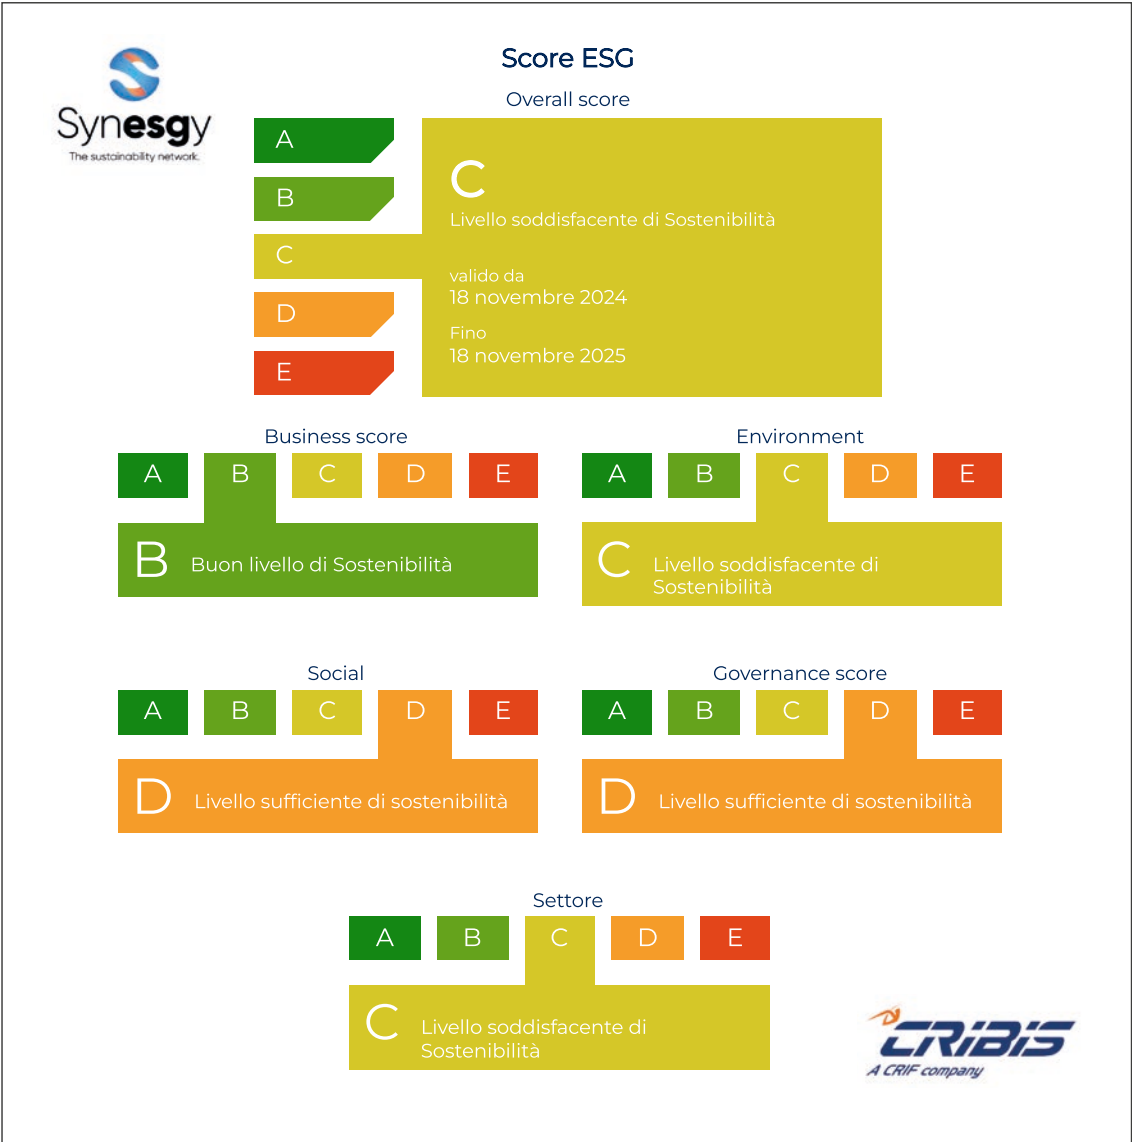 Synesgy
The sustainability network.
Score ESG
Overall score
A
B
C
D
E
C
Livello soddisfacente di Sostenibilità
valido da
18 novembre 2024
Fino
18 novembre 2025
Business score
A B C D E
B Buon livello di Sostenibilità
Environment
A B C D E
C Livello soddisfacente di
Sostenibilità
Social
A B C D E
D Livello sufficiente di sostenibilità
Governance score
A B C D E
D Livello sufficiente di sostenibilità
Settore
A B C D E
C Livello soddisfacente di
Sostenibilità
CRiBiS
A CRIF company